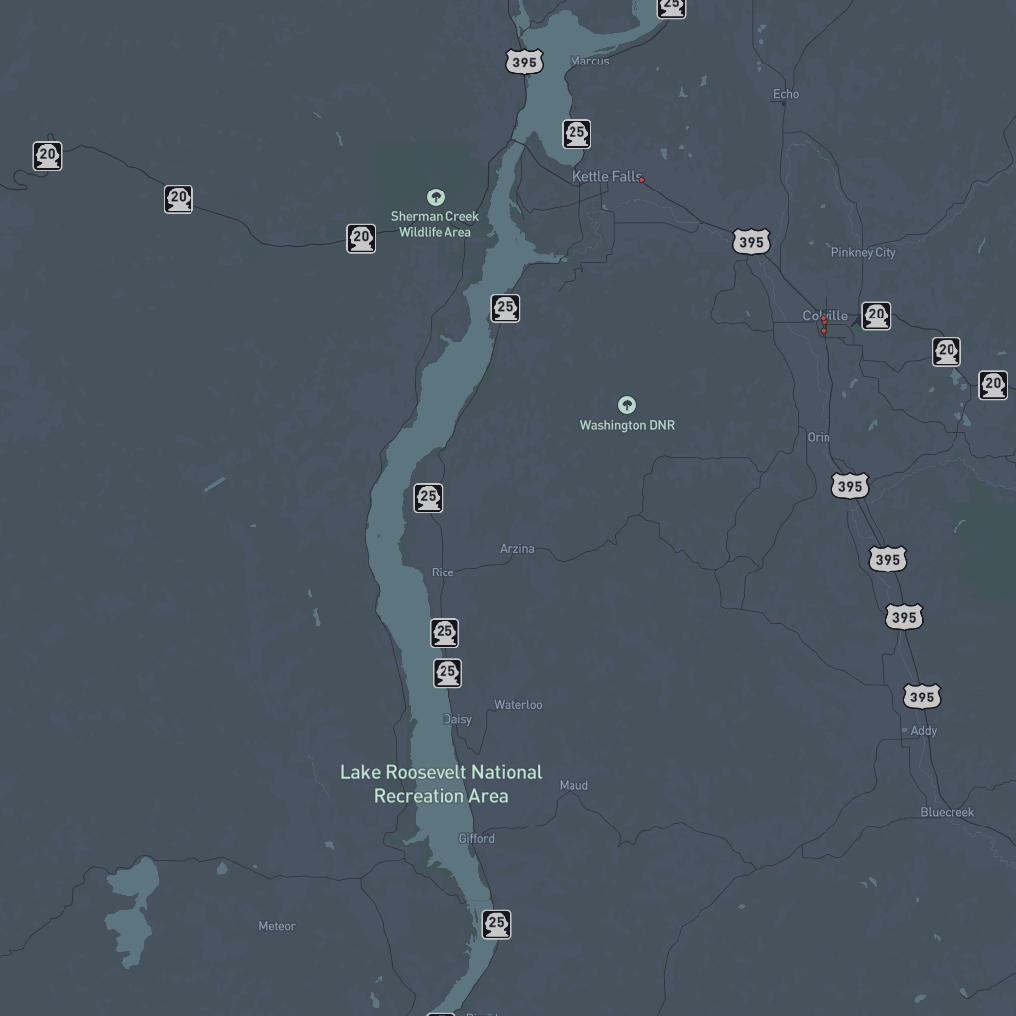 25
395
Marcus
Echo
25
20
Kettle Falls
20
Sherman Creek
Wildlife Area
20
395
Pinkney City
25
Colville
20
20
20
Washington DNR
Orin
25
395
Arzina
395
Rice
395
25
25
395
Waterloo
Daisy
Addy
Lake Roosevelt National
Recreation Area
Maud
Bluecreek
Gifford
25
Meteor